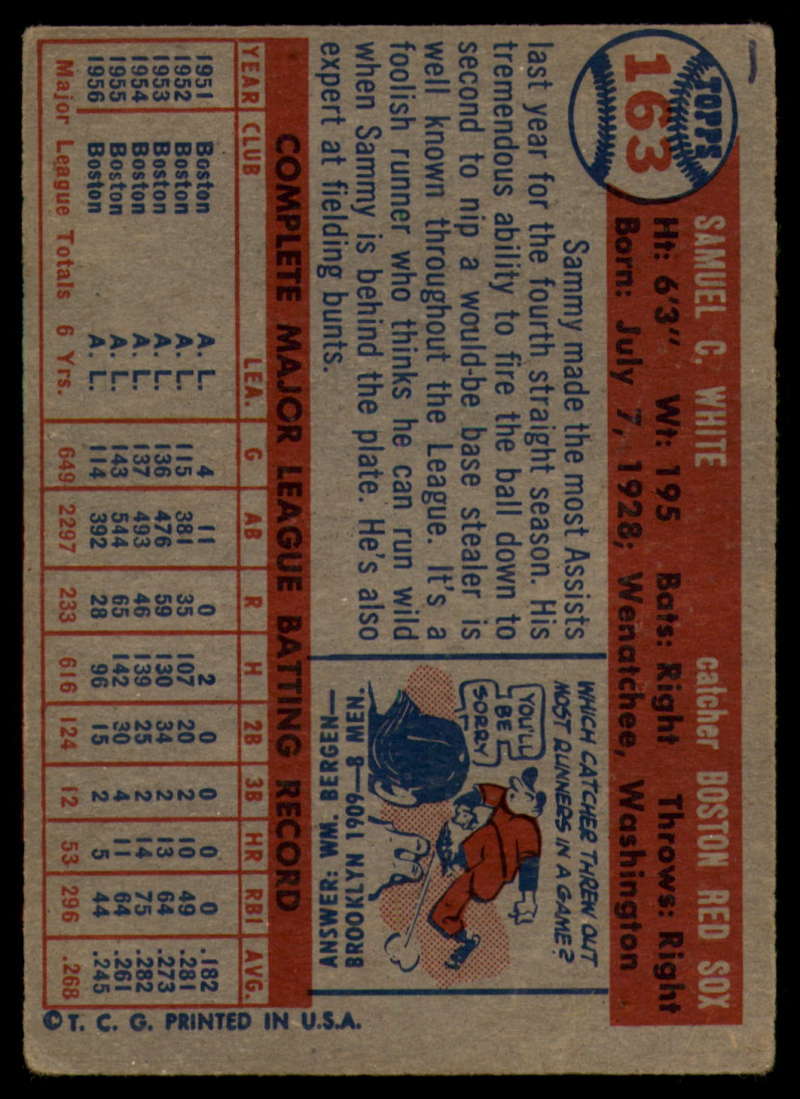 TOPPS
163
SAMUEL C. WHITE catcher BOSTON RED SOX
Ht: 6'3" Wt: 195 Bats: Right Throws: Right
Born: July 7, 1928; Wenatchee, Washington
Sammy made the most Assists
last year for the fourth straight season. His
tremendous ability to fire the ball down to
second to nip a would-be base stealer is
well known throughout the League. It's a
foolish runner who thinks he can run wild
when Sammy is behind the plate. He's also
expert at fielding bunts.
WHICH CATCHER THREW OUT
MOST RUNNERS IN A GAME?
YOU'LL
BE
SORRY!
ANSWER: WM. BERGEN—
BROOKLYN 1909—8 MEN.
COMPLETE MAJOR LEAGUE BATTING RECORD
YEAR CLUB LEA. G AB R H 2B 3B HR RBI AVG.
1951 Boston A. L. 4 11 0 2 0 0 0 0 .182
1952 Boston A. L. 115 381 35 107 20 2 10 49 .281
1953 Boston A. L. 136 476 59 130 34 2 13 64 .273
1954 Boston A. L. 137 493 46 139 25 2 14 75 .282
1955 Boston A. L. 143 544 65 142 30 4 11 64 .261
1956 Boston A. L. 114 392 28 96 15 2 5 44 .245
Major League Totals 6 Yrs. 649 2297 233 616 124 12 53 296 .268
© T. C. G. PRINTED IN U.S.A.